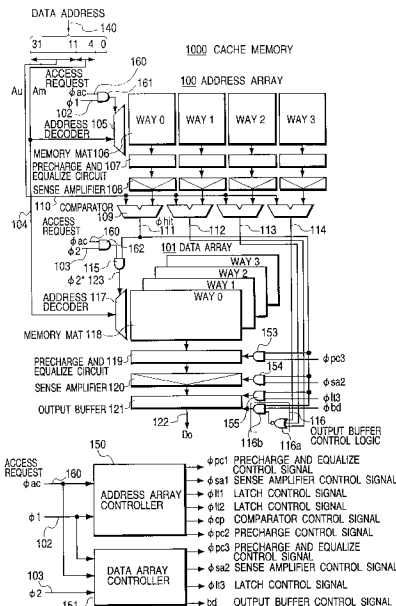 DATA ADDRESS
140
31 11 4 0
1000 CACHE MEMORY
ACCESS REQUEST
160
Au Am
ϕac
161
100 ADDRESS ARRAY
ϕ1
102
ADDRESS 105
DECODER
WAY 0 WAY 1 WAY 2 WAY 3
MEMORY MAT 106
PRECHARGE AND 107
EQUALIZE CIRCUIT
SENSE AMPLIFIER 108
110
COMPARATOR
109
104
ϕhit
111 112 113 114
ACCESS REQUEST
160
ϕac
ϕ2
162
103
115
101 DATA ARRAY
ϕ2* 123
WAY 3
WAY 2
WAY 1
WAY 0
ADDRESS 117
DECODER
MEMORY MAT 118
153
PRECHARGE AND 119
EQUALIZE CIRCUIT
ϕpc3
154
SENSE AMPLIFIER 120
ϕsa2
ϕlt3
OUTPUT BUFFER 121
ϕbd
122
155
116
116b
116a
Do
OUTPUT BUFFER
CONTROL LOGIC
150
ACCESS REQUEST
160
ϕac
ADDRESS ARRAY
CONTROLLER
ϕpc1 PRECHARGE AND EQUALIZE
CONTROL SIGNAL
ϕsa1 SENSE AMPLIFIER CONTROL SIGNAL
ϕlt1 LATCH CONTROL SIGNAL
ϕlt2 LATCH CONTROL SIGNAL
ϕcp COMPARATOR CONTROL SIGNAL
ϕpc2 PRECHARGE CONTROL SIGNAL
ϕ1
102
DATA ARRAY
CONTROLLER
ϕpc3 PRECHARGE AND EQUALIZE
CONTROL SIGNAL
ϕsa2 SENSE AMPLIFIER CONTROL SIGNAL
ϕlt3 LATCH CONTROL SIGNAL
bd OUTPUT BUFFER CONTROL SIGNAL
103
ϕ2
151